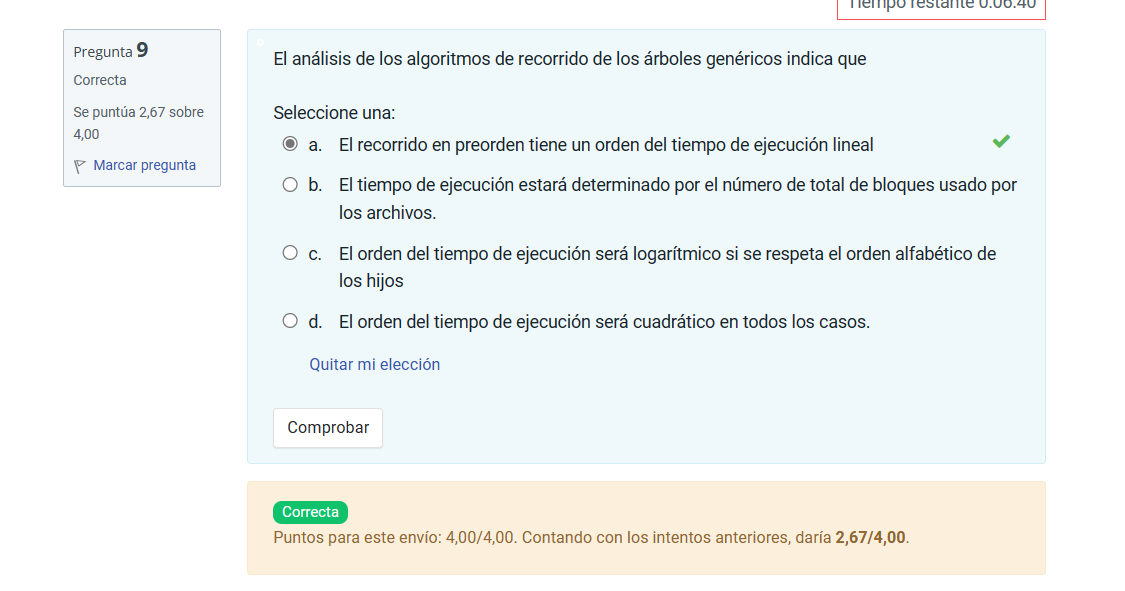 Tiempo restante 0:06:40
Pregunta 9
Correcta
Se puntúa 2,67 sobre
4,00
Marcar pregunta
El análisis de los algoritmos de recorrido de los árboles genéricos indica que
Seleccione una:
a. El recorrido en preorden tiene un orden del tiempo de ejecución lineal
b. El tiempo de ejecución estará determinado por el número de total de bloques usado por
los archivos.
c. El orden del tiempo de ejecución será logarítmico si se respeta el orden alfabético de
los hijos
d. El orden del tiempo de ejecución será cuadrático en todos los casos.
Quitar mi elección
Comprobar
Correcta
Puntos para este envío: 4,00/4,00. Contando con los intentos anteriores, daría 2,67/4,00.